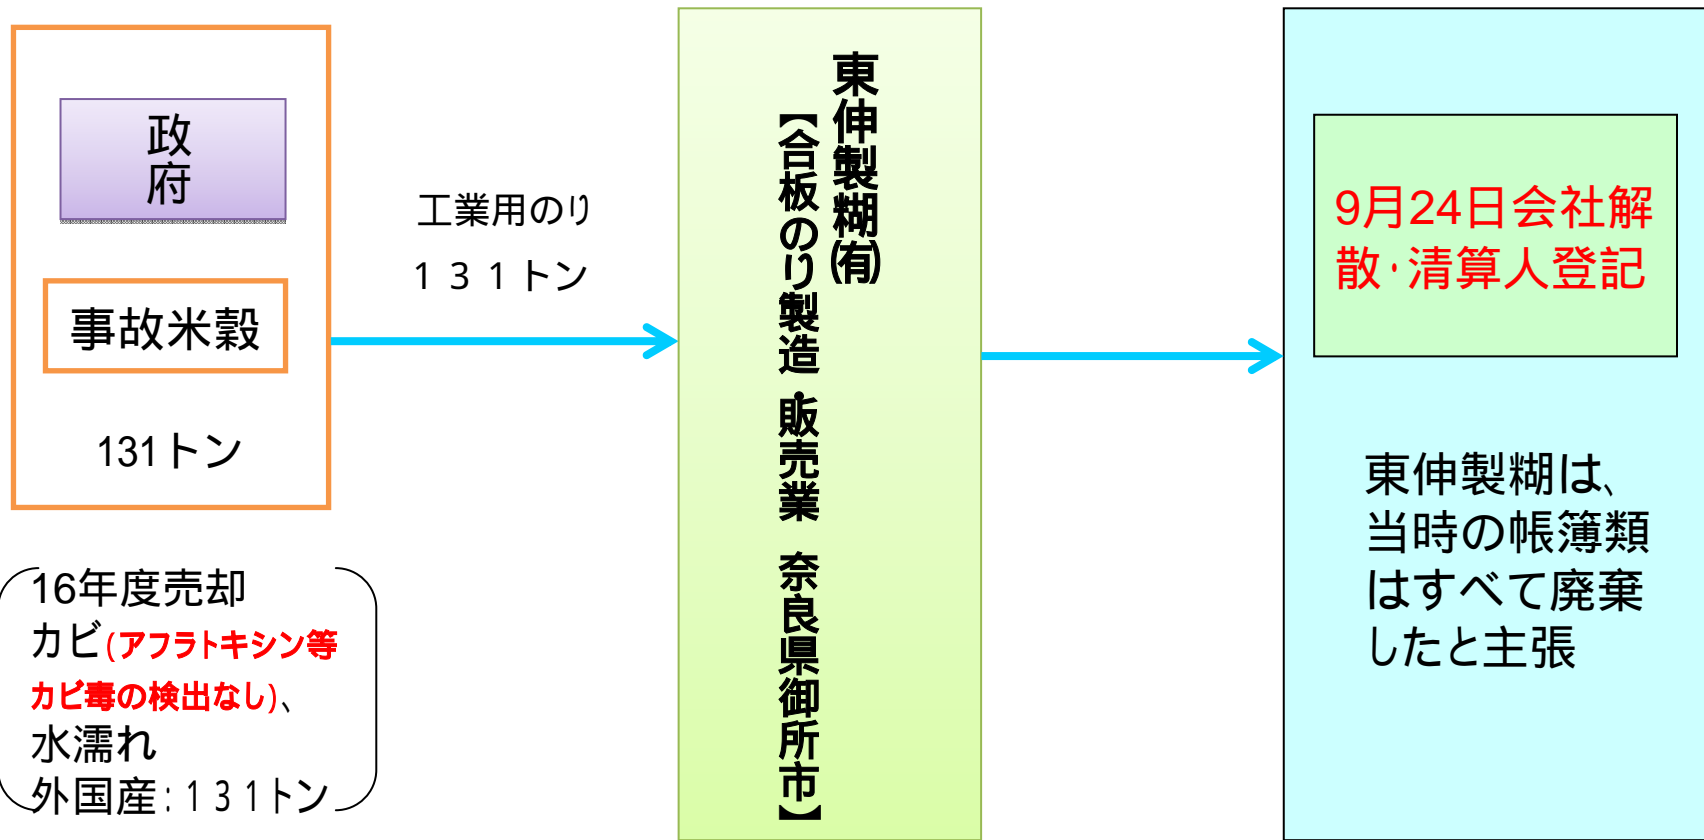 政
府
事故米穀
131トン
16年度売却
カビ(アフラトキシン等
カビ毒の検出なし)、
水濡れ
外国産:131トン
工業用のり
131トン
東伸製糊(有)
【合板のり製造・販売業 奈良県御所市】
9月24日会社解
散・清算人登記
東伸製糊は、
当時の帳簿類
はすべて廃棄
したと主張